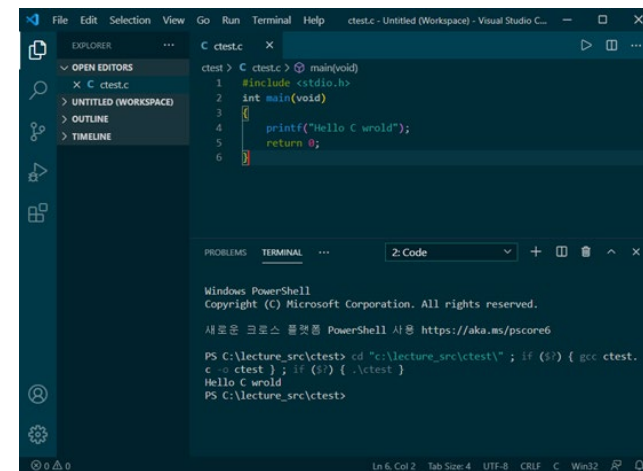 File Edit Selection View Go Run Terminal Help ctest.c - Untitled (Workspace) - Visual Studio C...
EXPLORER ...
OPEN EDITORS
C ctest.c
UNTITLED (WORKSPACE)
OUTLINE
TIMELINE
C ctest.c
ctest > C ctest.c > main(void)
1 #include <stdio.h>
2 int main(void)
3 {
4 printf("Hello C wrold");
5 return 0;
6 }
PROBLEMS TERMINAL ... 2: Code
Windows PowerShell
Copyright (C) Microsoft Corporation. All rights reserved.
새로운 크로스 플랫폼 PowerShell 사용 https://aka.ms/pscore6
PS C:\lecture_src\ctest> cd "c:\lecture_src\ctest\" ; if ($?) { gcc ctest.
c -o ctest } ; if ($?) { .\ctest }
Hello C wrold
PS C:\lecture_src\ctest>
0 0 Ln 6, Col 2 Tab Size: 4 UTF-8 CRLF C Win32